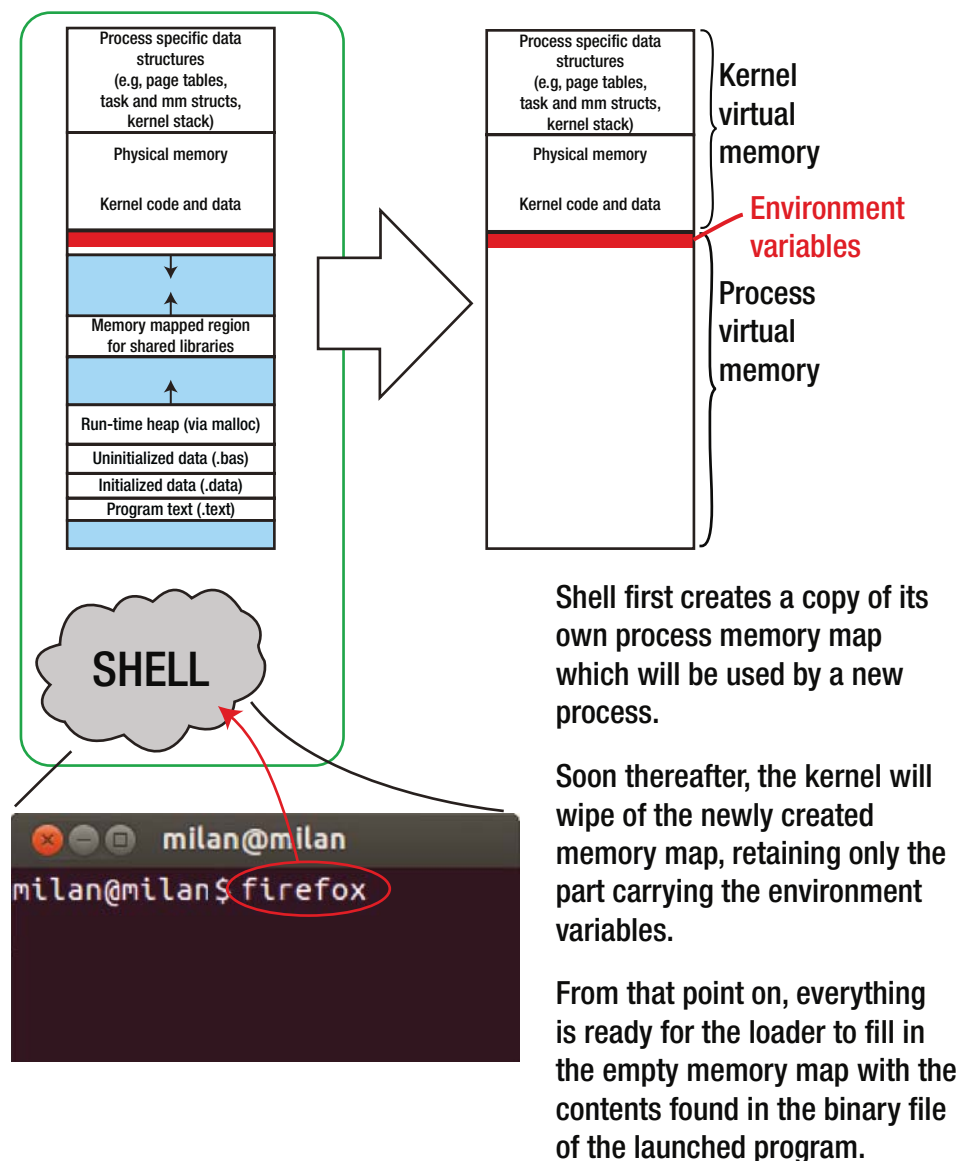 Process specific data
structures
(e.g, page tables,
task and mm structs,
kernel stack)
Physical memory
Kernel code and data
Memory mapped region
for shared libraries
Run-time heap (via malloc)
Uninitialized data (.bas)
Initialized data (.data)
Program text (.text)
Process specific data
structures
(e.g, page tables,
task and mm structs,
kernel stack)
Physical memory
Kernel code and data
Kernel
virtual
memory
Environment
variables
Process
virtual
memory
SHELL
milan@milan
milan@milan$ firefox
Shell first creates a copy of its
own process memory map
which will be used by a new
process.
Soon thereafter, the kernel will
wipe of the newly created
memory map, retaining only the
part carrying the environment
variables.
From that point on, everything
is ready for the loader to fill in
the empty memory map with the
contents found in the binary file
of the launched program.